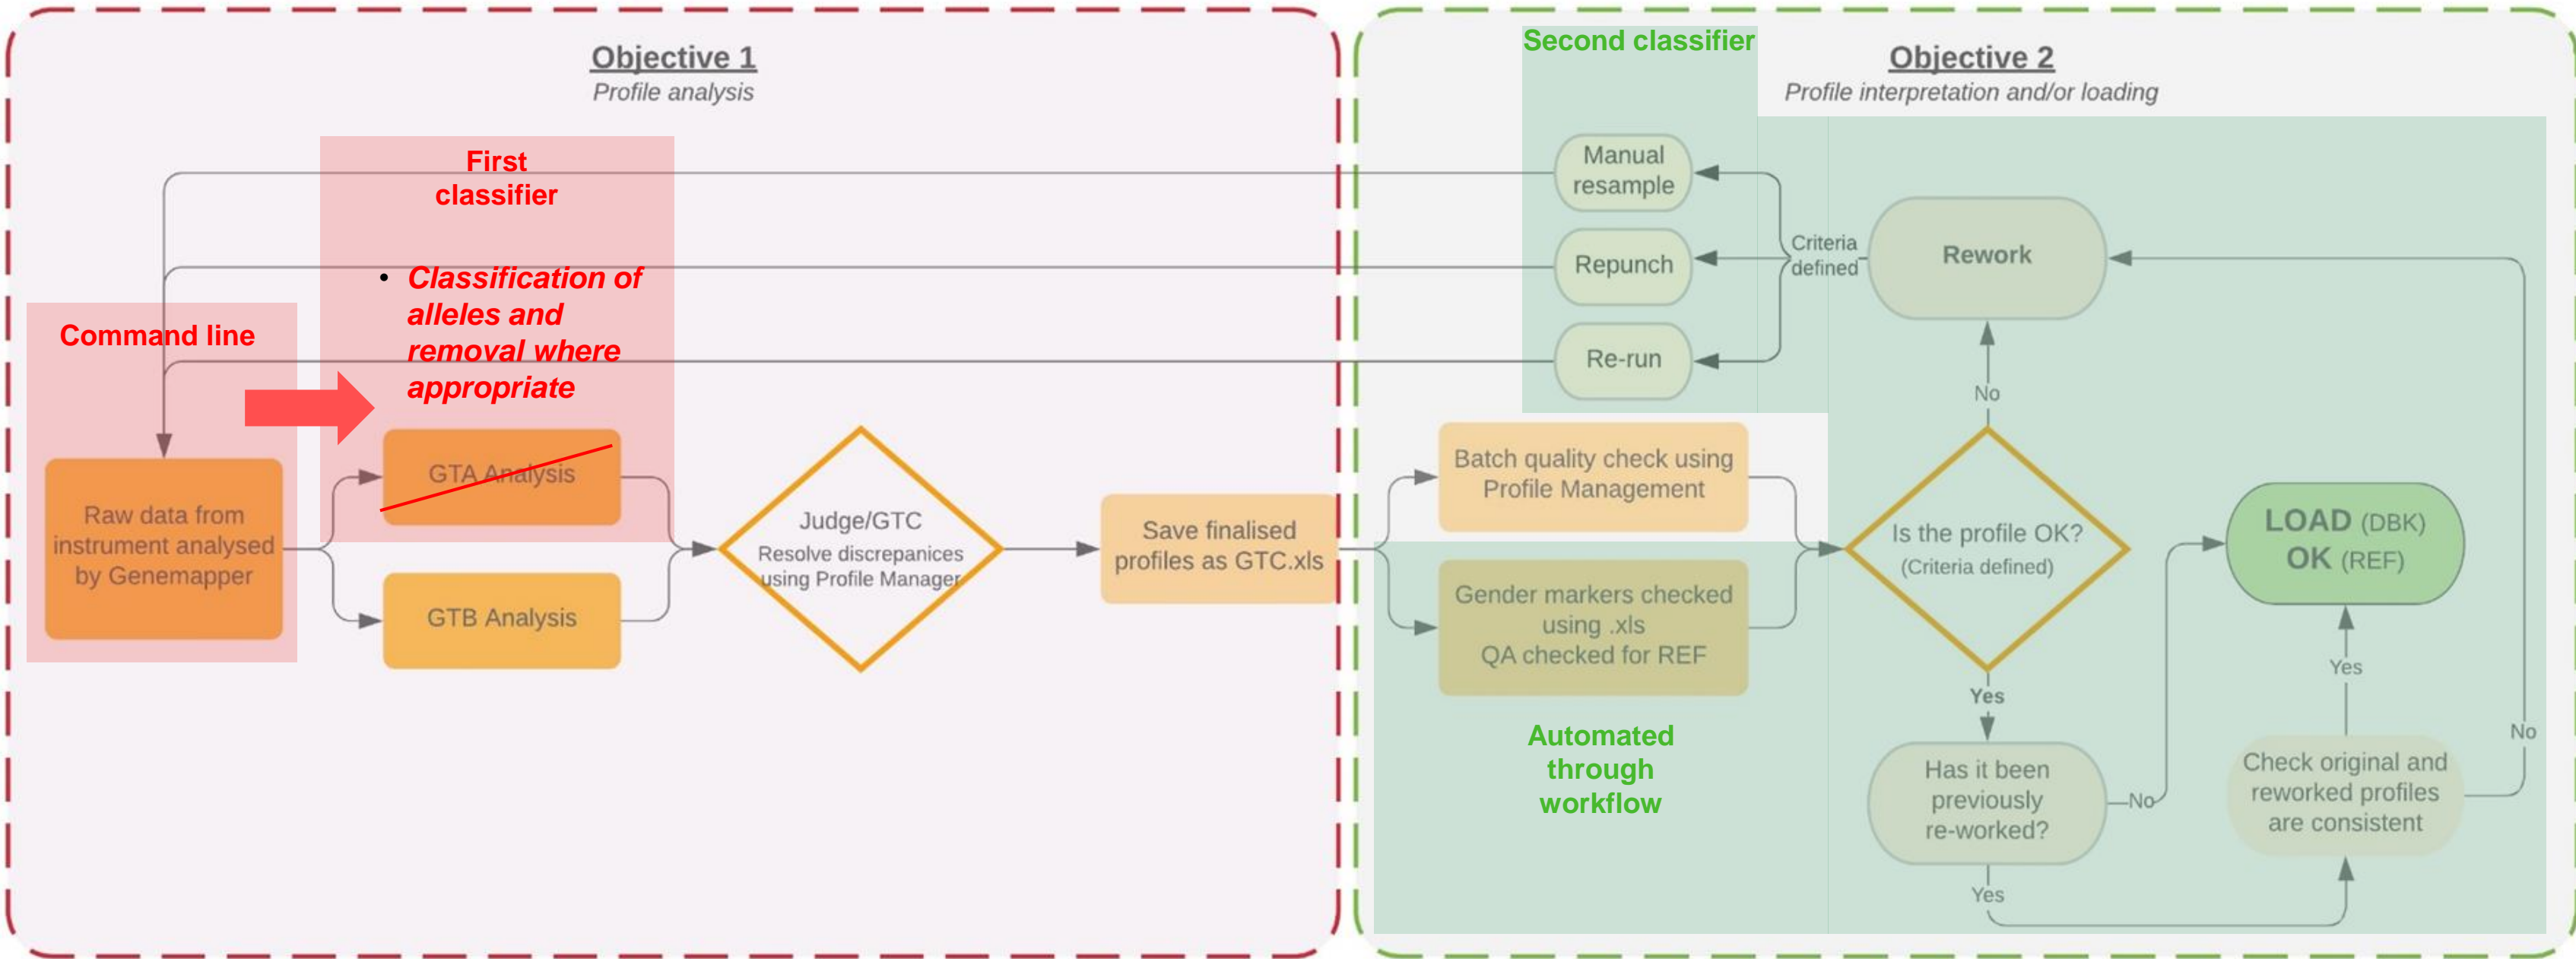 Objective 1
Profile analysis
First
classifier
• Classification of
alleles and
removal where
appropriate
Command line
Raw data from
instrument analysed
by Genemapper
GTA Analysis
GTB Analysis
Judge/GTC
Resolve discrepanices
using Profile Manager
Save finalised
profiles as GTC.xls
Second classifier
Objective 2
Profile interpretation and/or loading
Manual
resample
Repunch
Re-run
Criteria
defined
Rework
No
Batch quality check using
Profile Management
Gender markers checked
using .xls
QA checked for REF
Automated
through
workflow
Is the profile OK?
(Criteria defined)
Yes
Has it been
previously
re-worked?
No
Yes
LOAD (DBK)
OK (REF)
Yes
Check original and
reworked profiles
are consistent
No